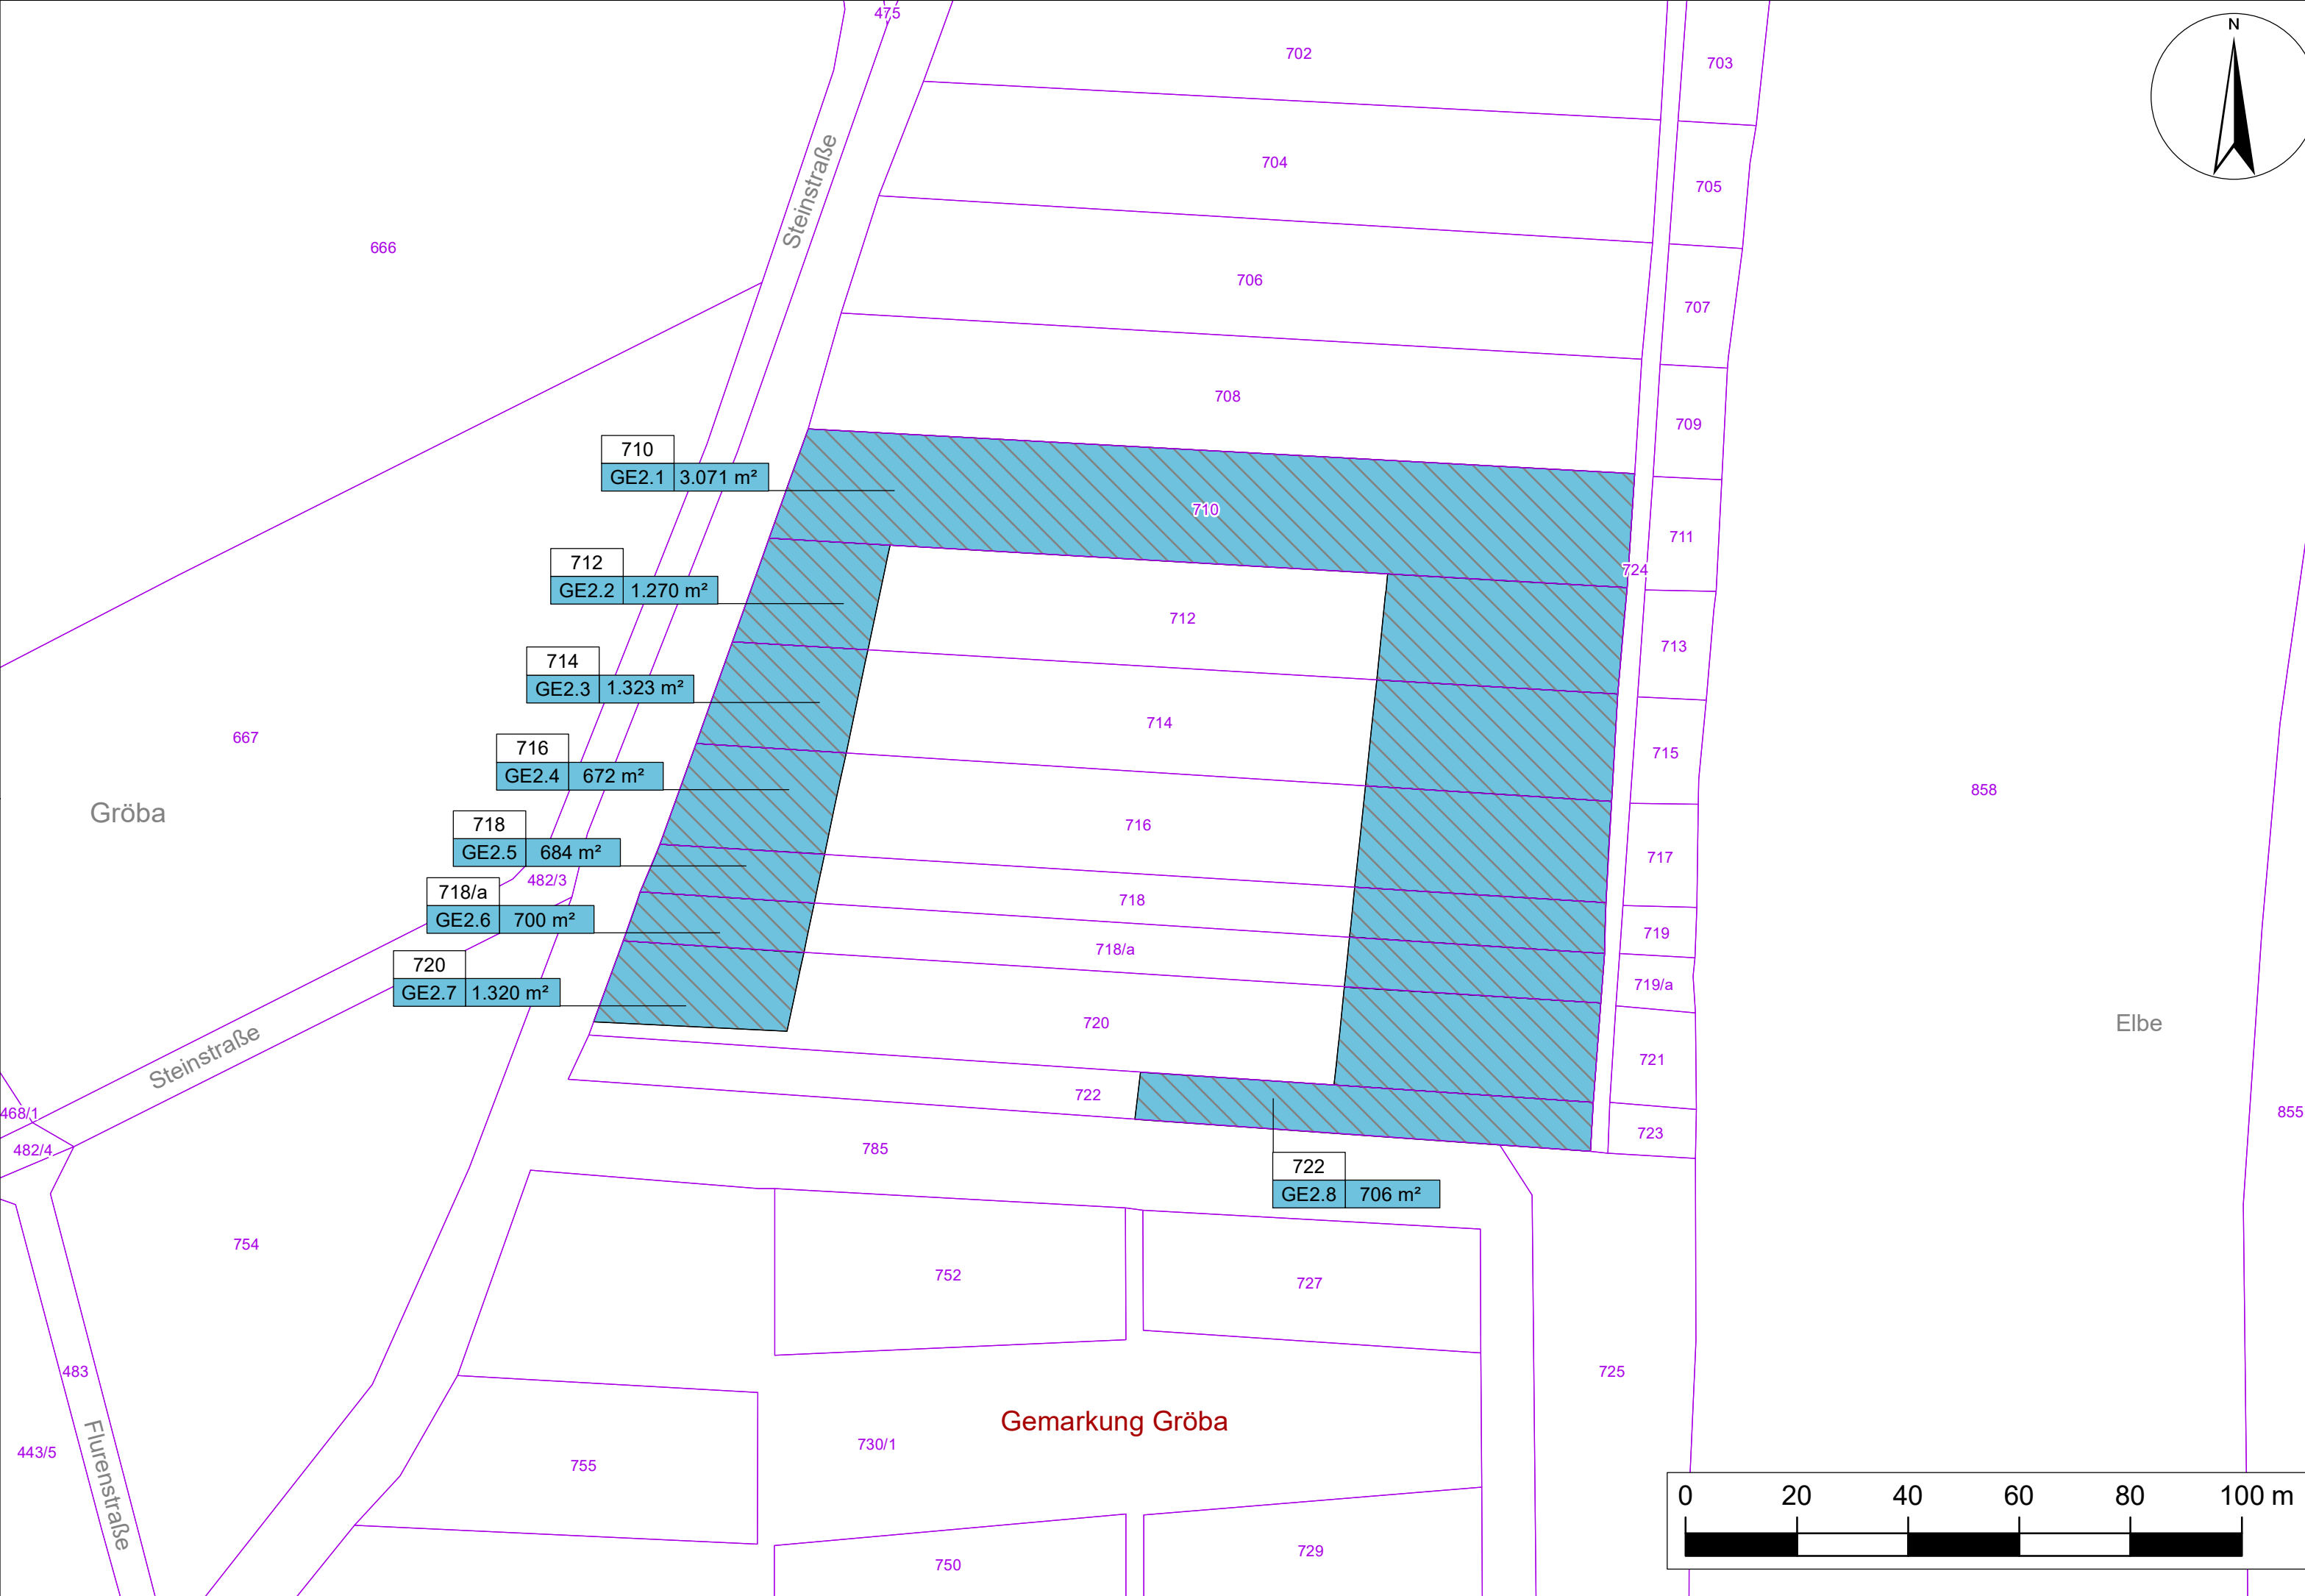 475
N
702
703
704
705
Steinstraße
666
706
707
708
709
710
GE2.1 3.071 m²
710
711
724
712
GE2.2 1.270 m²
712
713
714
GE2.3 1.323 m²
714
715
667
716
GE2.4 672 m²
716
858
Gröba
718
GE2.5 684 m²
717
482/3
718/a
GE2.6 700 m²
718
719
718/a
720
GE2.7 1.320 m²
719/a
720
Elbe
Steinstraße
721
722
468/1
855
723
482/4
785
722
GE2.8 706 m²
754
752
727
483
725
Gemarkung Gröba
730/1
443/5
755
Flurenstraße
750
729
0 20 40 60 80 100 m